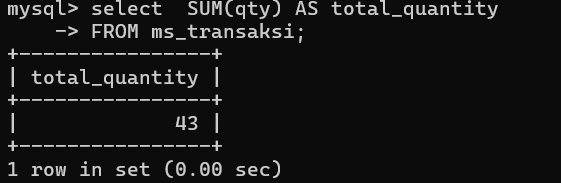 mysql> select  SUM(qty) AS total_quantity
    -> FROM ms_transaksi;
+----------------+
| total_quantity |
+----------------+
|             43 |
+----------------+
1 row in set (0.00 sec)